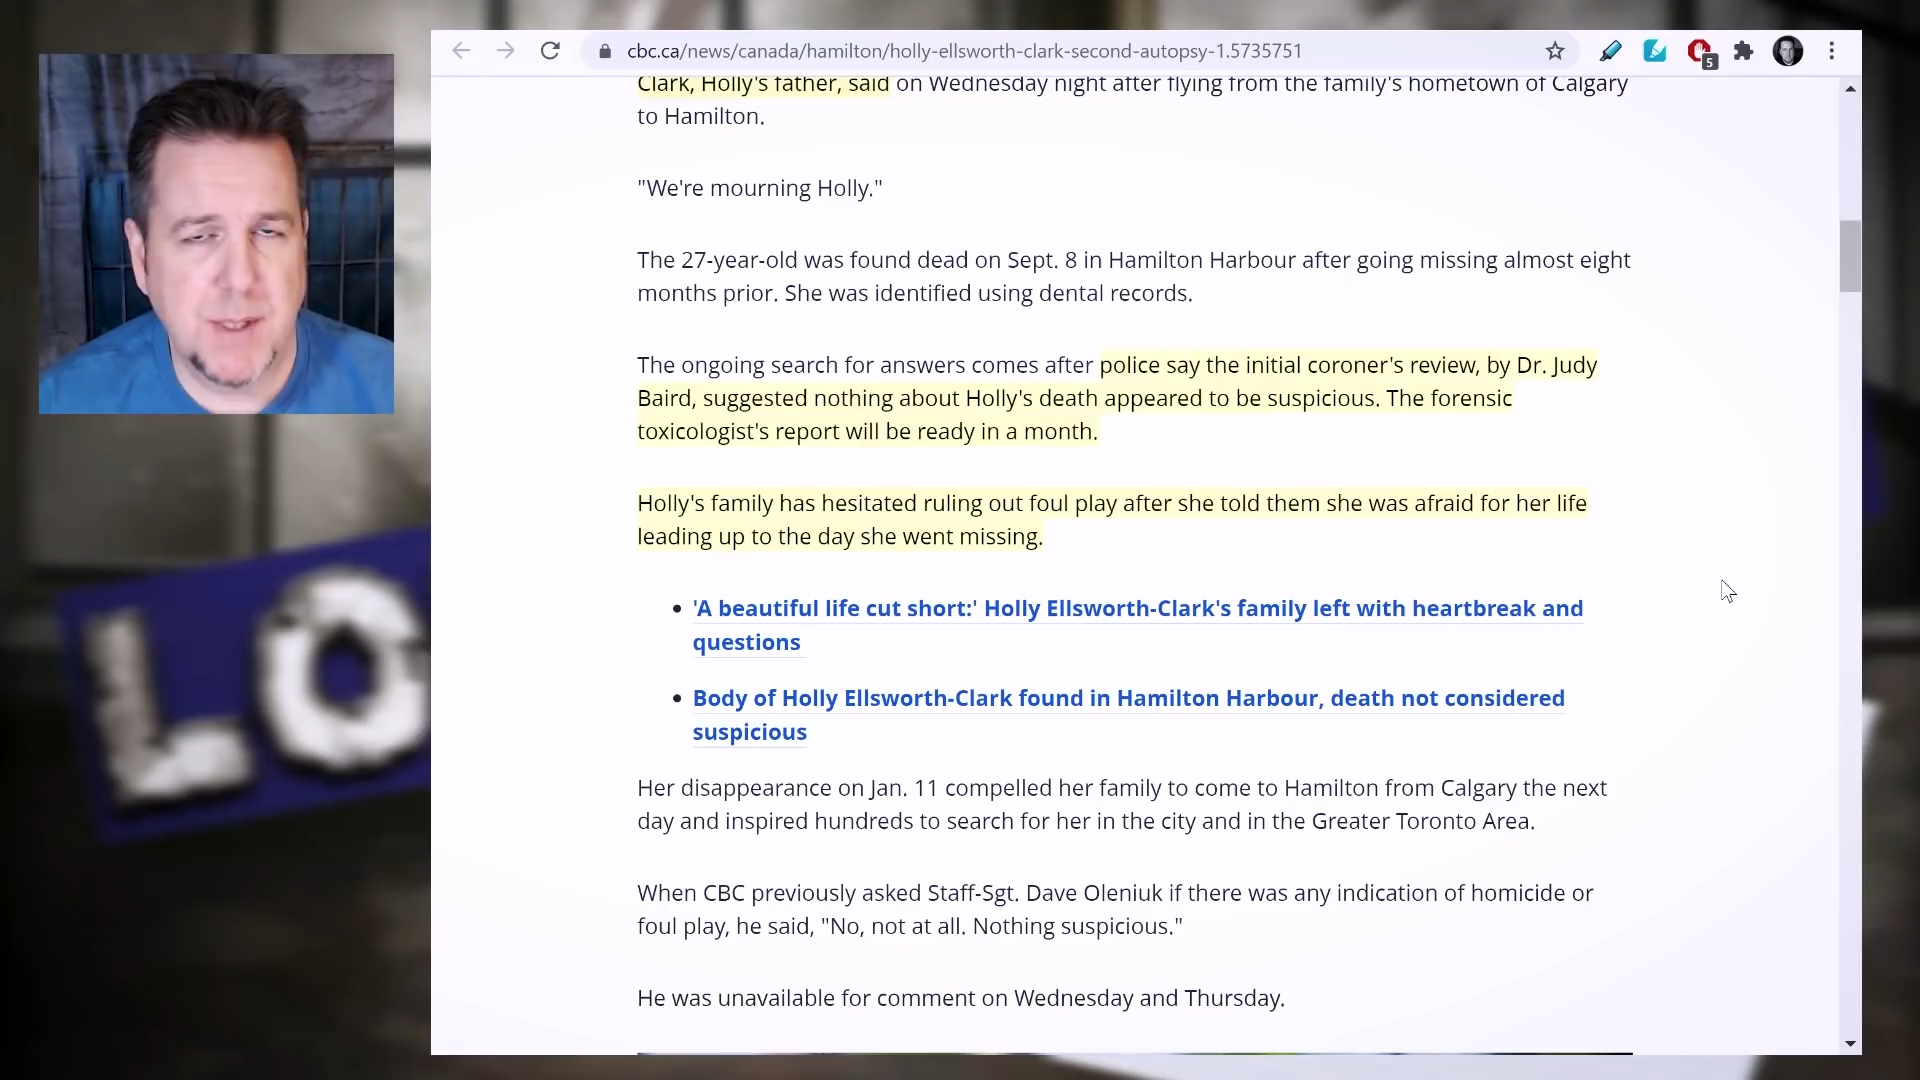 cbc.ca/news/canada/hamilton/holly-ellsworth-clark-second-autopsy-1.5735751
5
Clark, Holly's father, said on Wednesday night after flying from the family's hometown of Calgary
to Hamilton.
"We're mourning Holly."
The 27-year-old was found dead on Sept. 8 in Hamilton Harbour after going missing almost eight
months prior. She was identified using dental records.
The ongoing search for answers comes after police say the initial coroner's review, by Dr. Judy
Baird, suggested nothing about Holly's death appeared to be suspicious. The forensic
toxicologist's report will be ready in a month.
Holly's family has hesitated ruling out foul play after she told them she was afraid for her life
leading up to the day she went missing.
• 'A beautiful life cut short:' Holly Ellsworth-Clark's family left with heartbreak and
questions
• Body of Holly Ellsworth-Clark found in Hamilton Harbour, death not considered
suspicious
Her disappearance on Jan. 11 compelled her family to come to Hamilton from Calgary the next
day and inspired hundreds to search for her in the city and in the Greater Toronto Area.
When CBC previously asked Staff-Sgt. Dave Oleniuk if there was any indication of homicide or
foul play, he said, "No, not at all. Nothing suspicious."
He was unavailable for comment on Wednesday and Thursday.
LO